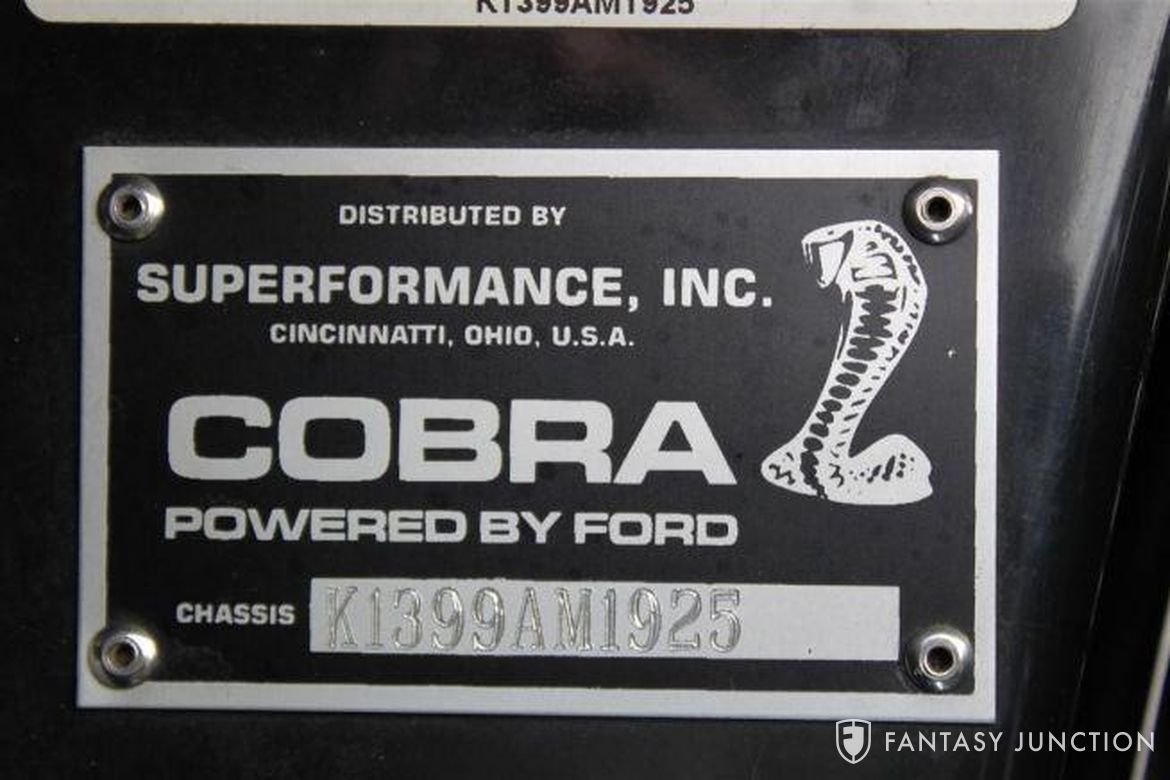 K1399AM1925
DISTRIBUTED BY
SUPERFORMANCE, INC.
CINCINNATTI, OHIO, U.S.A.
COBRA
POWERED BY FORD
CHASSIS K1399AM1925
FANTASY JUNCTION